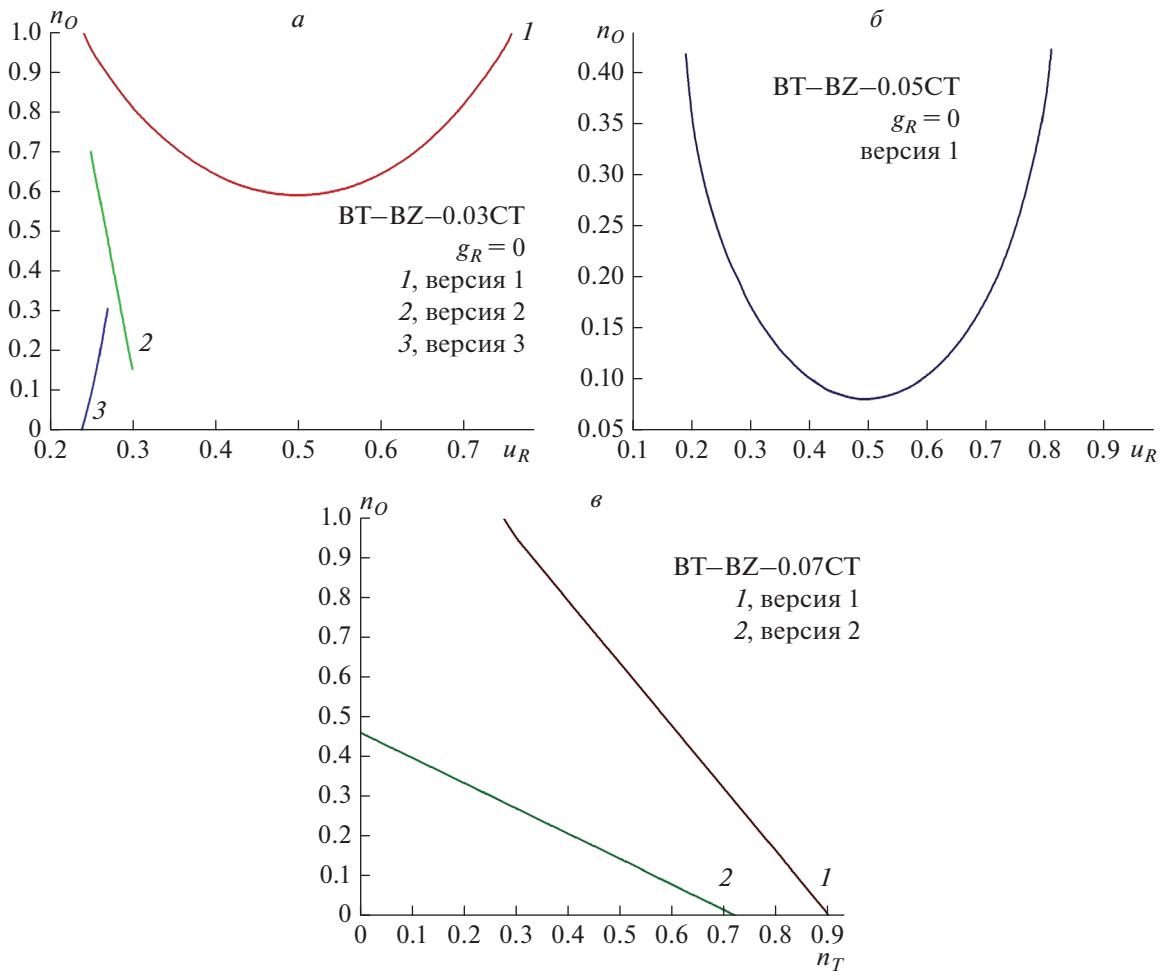 а
n_O
1.0
0.9
0.8
0.7
0.6
0.5
0.4
0.3
0.2
0.1
0
0.2 0.3 0.4 0.5 0.6 0.7 u_R
1
2
3
BT–BZ–0.03CT
g_R = 0
1, версия 1
2, версия 2
3, версия 3
б
n_O
0.40
0.35
0.30
0.25
0.20
0.15
0.10
0.05
0.1 0.2 0.3 0.4 0.5 0.6 0.7 0.8 0.9 u_R
BT–BZ–0.05CT
g_R = 0
версия 1
в
n_O
1.0
0.9
0.8
0.7
0.6
0.5
0.4
0.3
0.2
0.1
0
0 0.1 0.2 0.3 0.4 0.5 0.6 0.7 0.8 0.9
n_T
BT–BZ–0.07CT
1, версия 1
2, версия 2
2
1